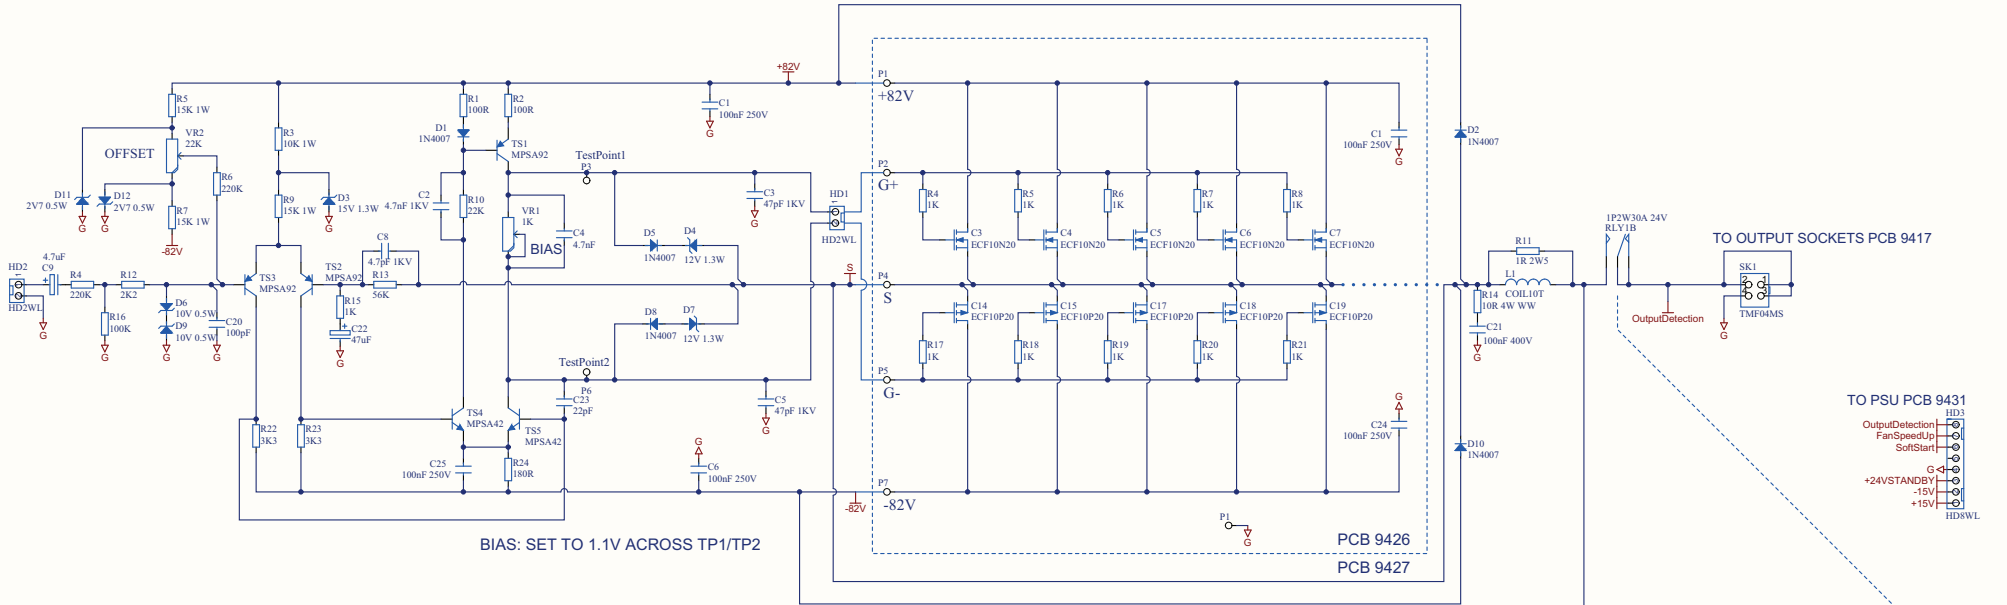 +82V
P1
+82V
R5
15K 1W
VR2
22K
OFFSET
D11
2V7 0.5W
G
D12
2V7 0.5W
G
R7
15K 1W
-82V
R6
220K
R3
10K 1W
R9
15K 1W
D3
15V 1.3W
G
R1
100R
D1
1N4007
R2
100R
TS1
MPSA92
C2
4.7nF 1KV
R10
22K
VR1
1K
BIAS
C4
4.7nF
C1
100nF 250V
G
TestPoint1
P3
C3
47pF 1KV
G
HD1
1
HD2WL
D5
1N4007
D4
12V 1.3W
D8
1N4007
D7
12V 1.3W
TestPoint2
P6
HD2
1
HD2WL
G
4.7uF
C9
+
R4
220K
R12
2K2
R16
100K
G
D6
10V 0.5W
D9
10V 0.5W
G
C20
100pF
G
TS3
MPSA92
TS2
MPSA92
C8
4.7pF 1KV
R13
56K
R15
1K
+
C22
47uF
G
R22
3K3
R23
3K3
TS4
MPSA42
TS5
MPSA42
C23
22pF
C25
100nF 250V
R24
180R
G
C6
100nF 250V
C5
47pF 1KV
G
-82V
BIAS: SET TO 1.1V ACROSS TP1/TP2
P2
G+
S
P4
S
P5
G-
P7
-82V
R4
1K
R5
1K
R6
1K
R7
1K
R8
1K
C3
ECF10N20
C4
ECF10N20
C5
ECF10N20
C6
ECF10N20
C7
ECF10N20
C14
ECF10P20
C15
ECF10P20
C17
ECF10P20
C18
ECF10P20
C19
ECF10P20
R17
1K
R18
1K
R19
1K
R20
1K
R21
1K
C1
100nF 250V
G
G
C24
100nF 250V
P1
G
PCB 9426
PCB 9427
D2
1N4007
D10
1N4007
R14
10R 4W WW
C21
100nF 400V
G
R11
1R 2W5
L1
COIL10T
1P2W30A 24V
RLY1B
OutputDetection
TO OUTPUT SOCKETS PCB 9417
SK1
2 1
4 3
TMF04MS
G
TO PSU PCB 9431
HD3
OutputDetection
FanSpeedUp
SoftStart
G
+24VSTANDBY
-15V
+15V
HD8WL